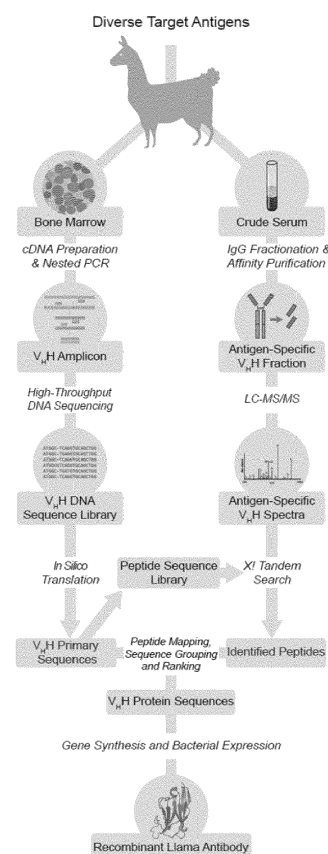 Diverse Target Antigens
Bone Marrow
Crude Serum
cDNA Preparation
& Nested PCR
IgG Fractionation &
Affinity Purification
VHH Amplicon
Antigen-Specific
VHH Fraction
High-Throughput
DNA Sequencing
LC-MS/MS
VHH DNA
Sequence Library
Antigen-Specific
VHH Spectra
In Silico
Translation
Peptide Sequence
Library
X! Tandem
Search
VHH Primary
Sequences
Peptide Mapping,
Sequence Grouping
and Ranking
Identified Peptides
VHH Protein Sequences
Gene Synthesis and Bacterial Expression
Recombinant Llama Antibody